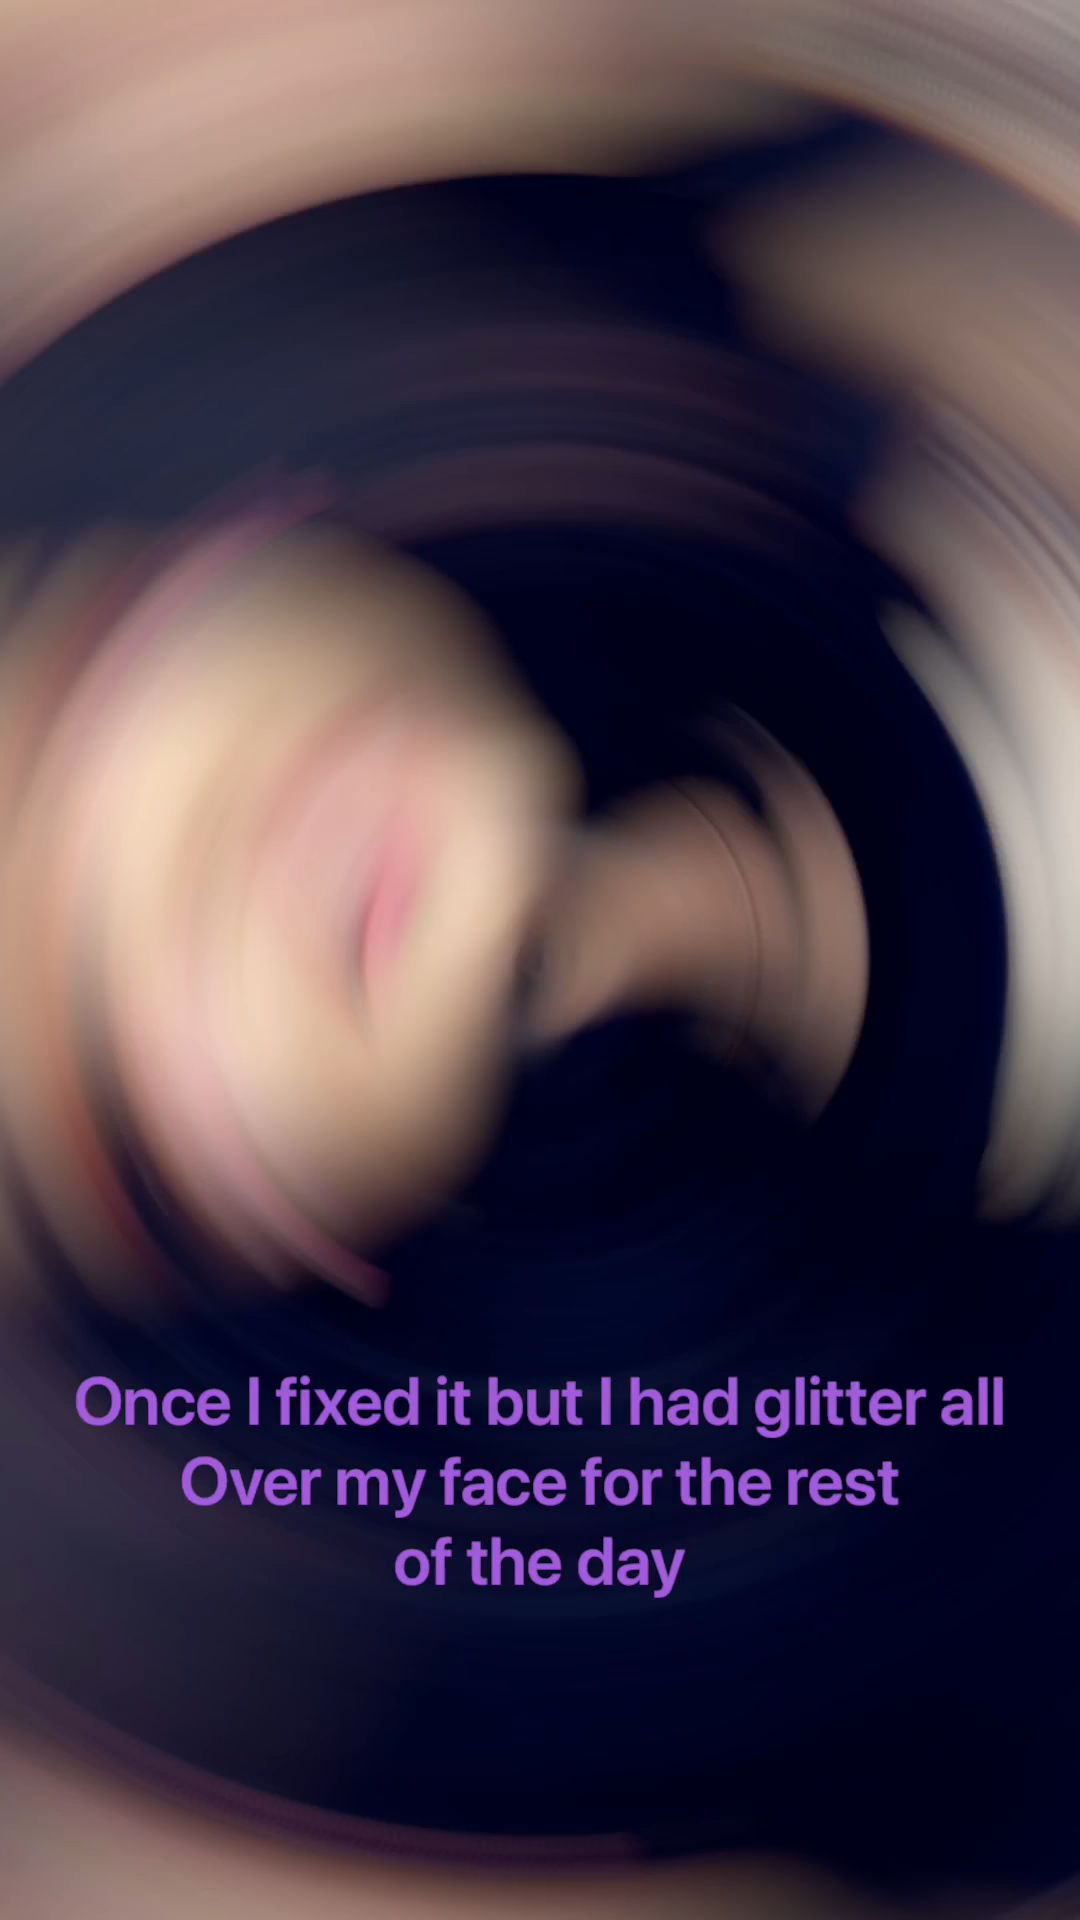 Once I fixed it but I had glitter all
Over my face for the rest
of the day